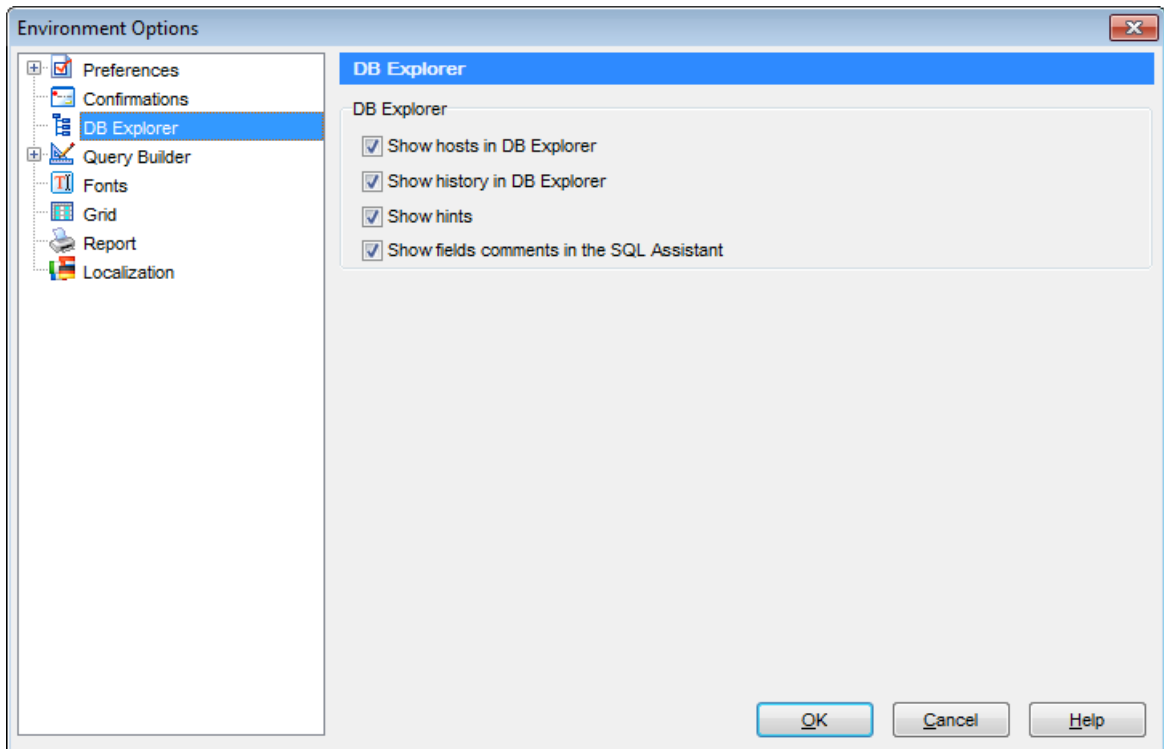 Environment Options
Preferences
Confirmations
DB Explorer
Query Builder
Fonts
Grid
Report
Localization
DB Explorer
DB Explorer
Show hosts in DB Explorer
Show history in DB Explorer
Show hints
Show fields comments in the SQL Assistant
OK
Cancel
Help